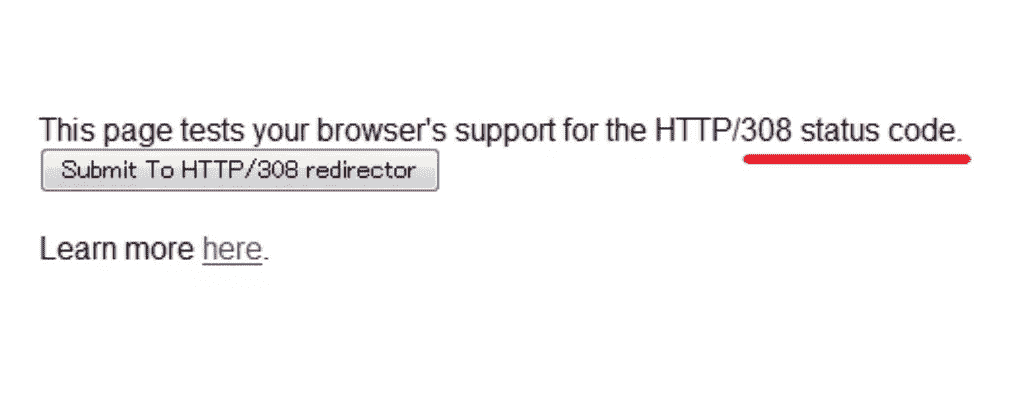 This page tests your browser's support for the HTTP/308 status code.
Submit To HTTP/308 redirector
Learn more here.